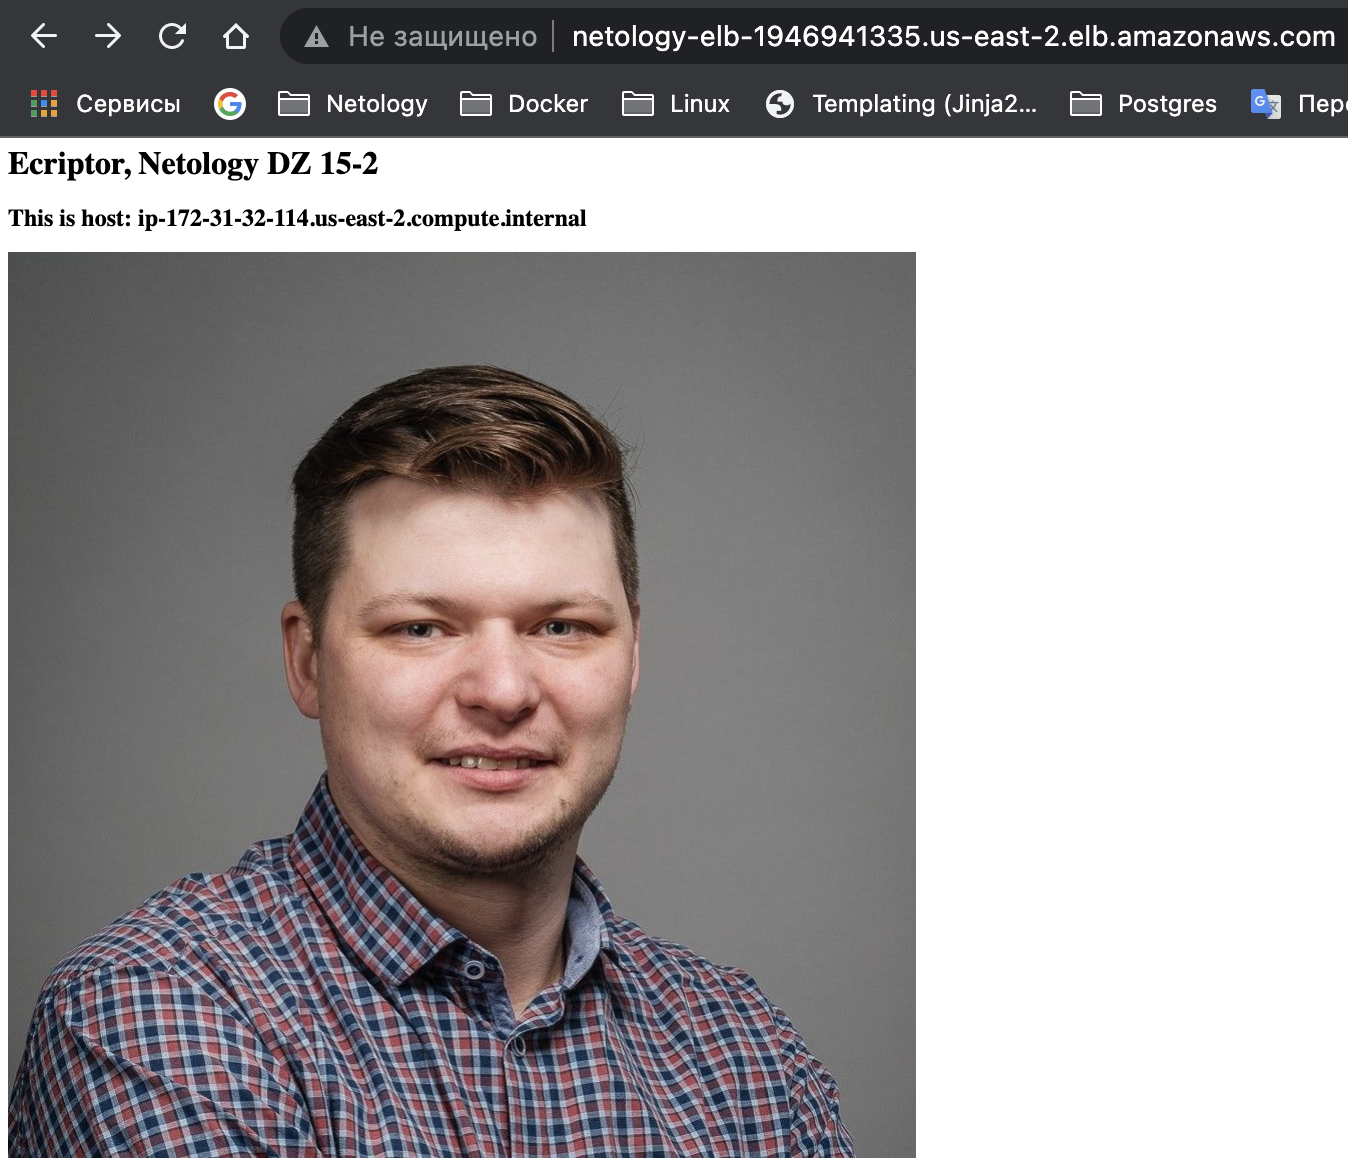 Не защищено netology-elb-1946941335.us-east-2.elb.amazonaws.com
Сервисы Netology Docker Linux Templating (Jinja2... Postgres
Ecriptor, Netology DZ 15-2
This is host: ip-172-31-32-114.us-east-2.compute.internal